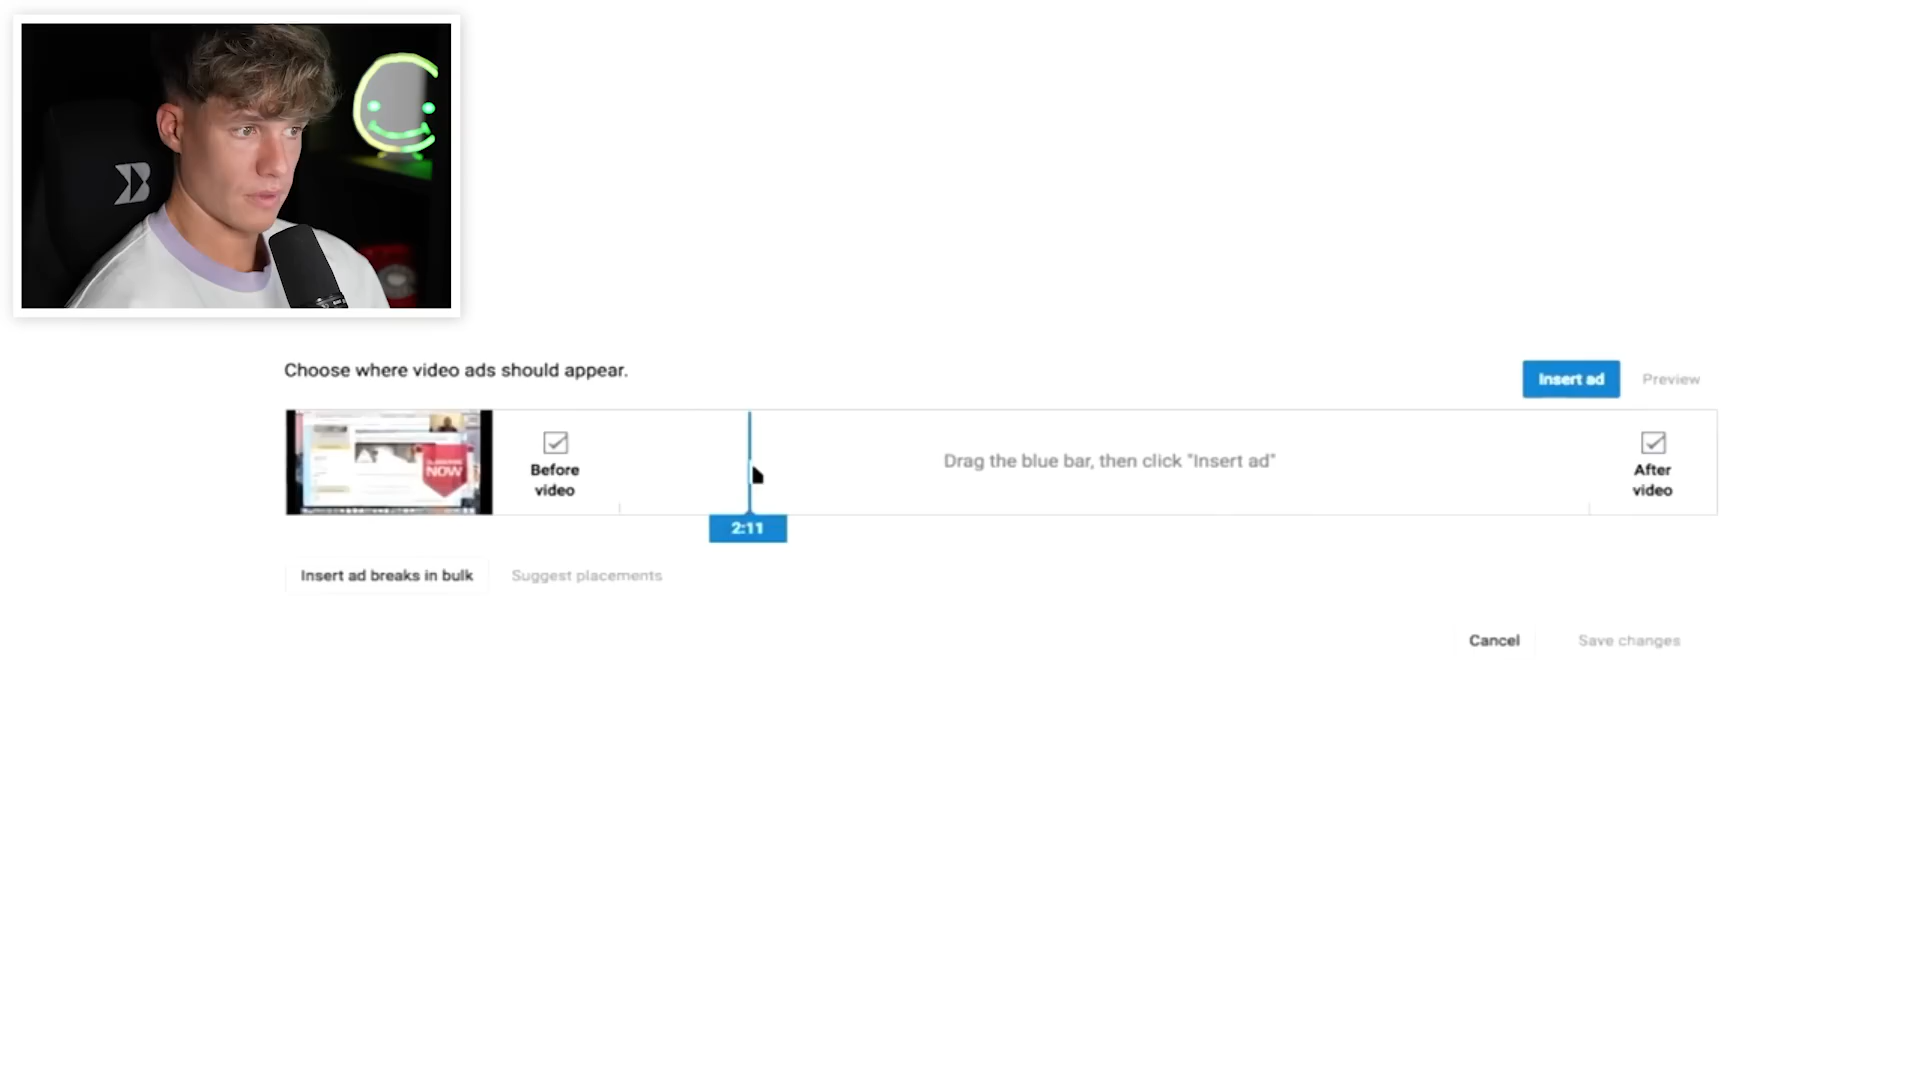 Choose where video ads should appear.
Insert ad
Preview
NOW
Before
video
Drag the blue bar, then click "Insert ad"
After
video
2:11
Insert ad breaks in bulk
Suggest placements
Cancel
Save changes